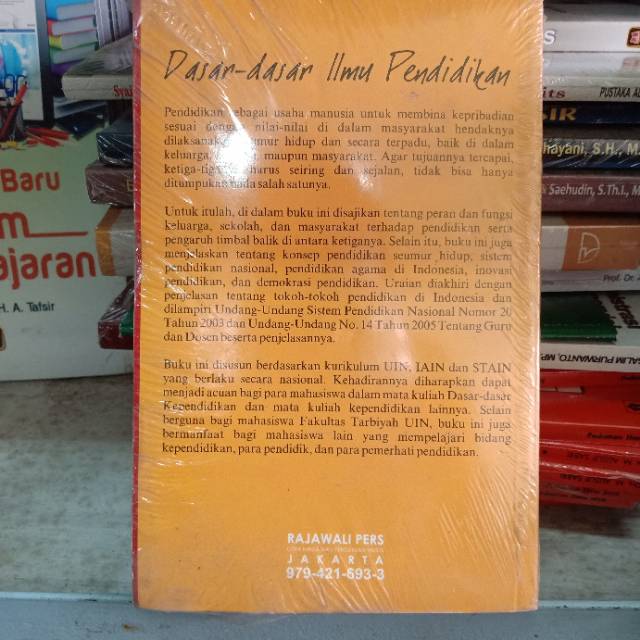 Dasar-dasar Ilmu Pendidikan
Pendidikan sebagai usaha manusia untuk membina kepribadian
sesuai dengan nilai-nilai di dalam masyarakat hendaknya
dilaksanakan seumur hidup dan secara terpadu, baik di dalam
keluarga, maupun masyarakat. Agar tujuannya tercapai,
ketiga-tiganya harus seiring dan sejalan, tidak bisa hanya
ditumpukan pada salah satunya.
Untuk itulah, di dalam buku ini disajikan tentang peran dan fungsi
keluarga, sekolah, dan masyarakat terhadap pendidikan serta
pengaruh timbal balik di antara ketiganya. Selain itu, buku ini juga
menjelaskan tentang konsep pendidikan seumur hidup, sistem
pendidikan nasional, pendidikan agama di Indonesia, inovasi
pendidikan, dan demokrasi pendidikan. Uraian diakhiri dengan
penjelasan tentang tokoh-tokoh pendidikan di Indonesia dan
dilampiri Undang-Undang Sistem Pendidikan Nasional Nomor 20
Tahun 2003 dan Undang-Undang No. 14 Tahun 2005 Tentang Guru
dan Dosen beserta penjelasannya.
Buku ini disusun berdasarkan kurikulum UIN, IAIN dan STAIN
yang berlaku secara nasional. Kehadirannya diharapkan dapat
menjadi acuan bagi para mahasiswa dalam mata kuliah Dasar-dasar
Kependidikan dan mata kuliah kependidikan lainnya. Selain
berguna bagi mahasiswa Fakultas Tarbiyah UIN, buku ini juga
bermanfaat bagi mahasiswa lain yang mempelajari bidang
kependidikan, para pendidik, dan para pemerhati pendidikan.
RAJAWALI PERS
JAKARTA
979-421-693-3
Baru
ajaran
H. A. Tafsir
PUSTAKA
hayani, S.H., M.
Saehudin, S.Th.I.,
Prof. Dr.
SALIM PURWANTO,